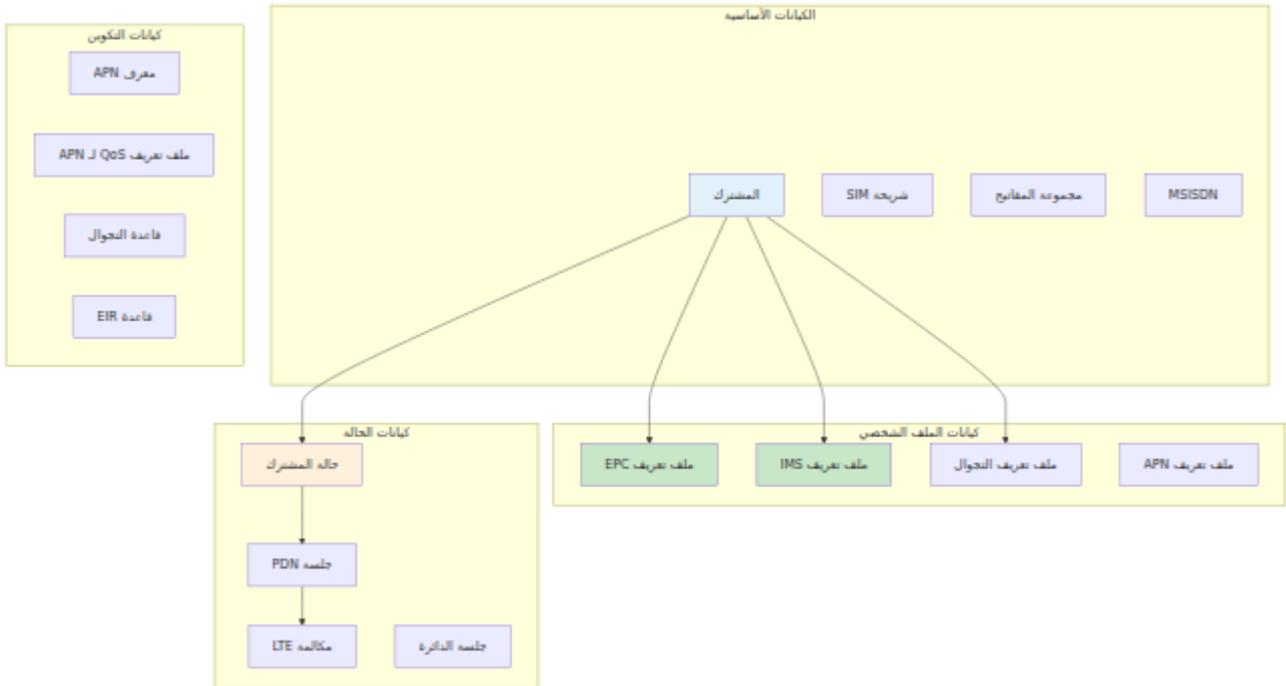 الكيانات الأساسية
MSISDN
مجموعة المفاتيح
شريحة SIM
المشترك
كيانات التكوين
معرف APN
ملف تعريف QoS لـ APN
قاعدة التجوال
قاعدة EIR
كيانات الملف الشخصي
ملف تعريف APN
ملف تعريف التجوال
ملف تعريف IMS
ملف تعريف EPC
كيانات الحالة
حالة المشترك
جلسة PDN
جلسة الدائرة
مكالمة LTE